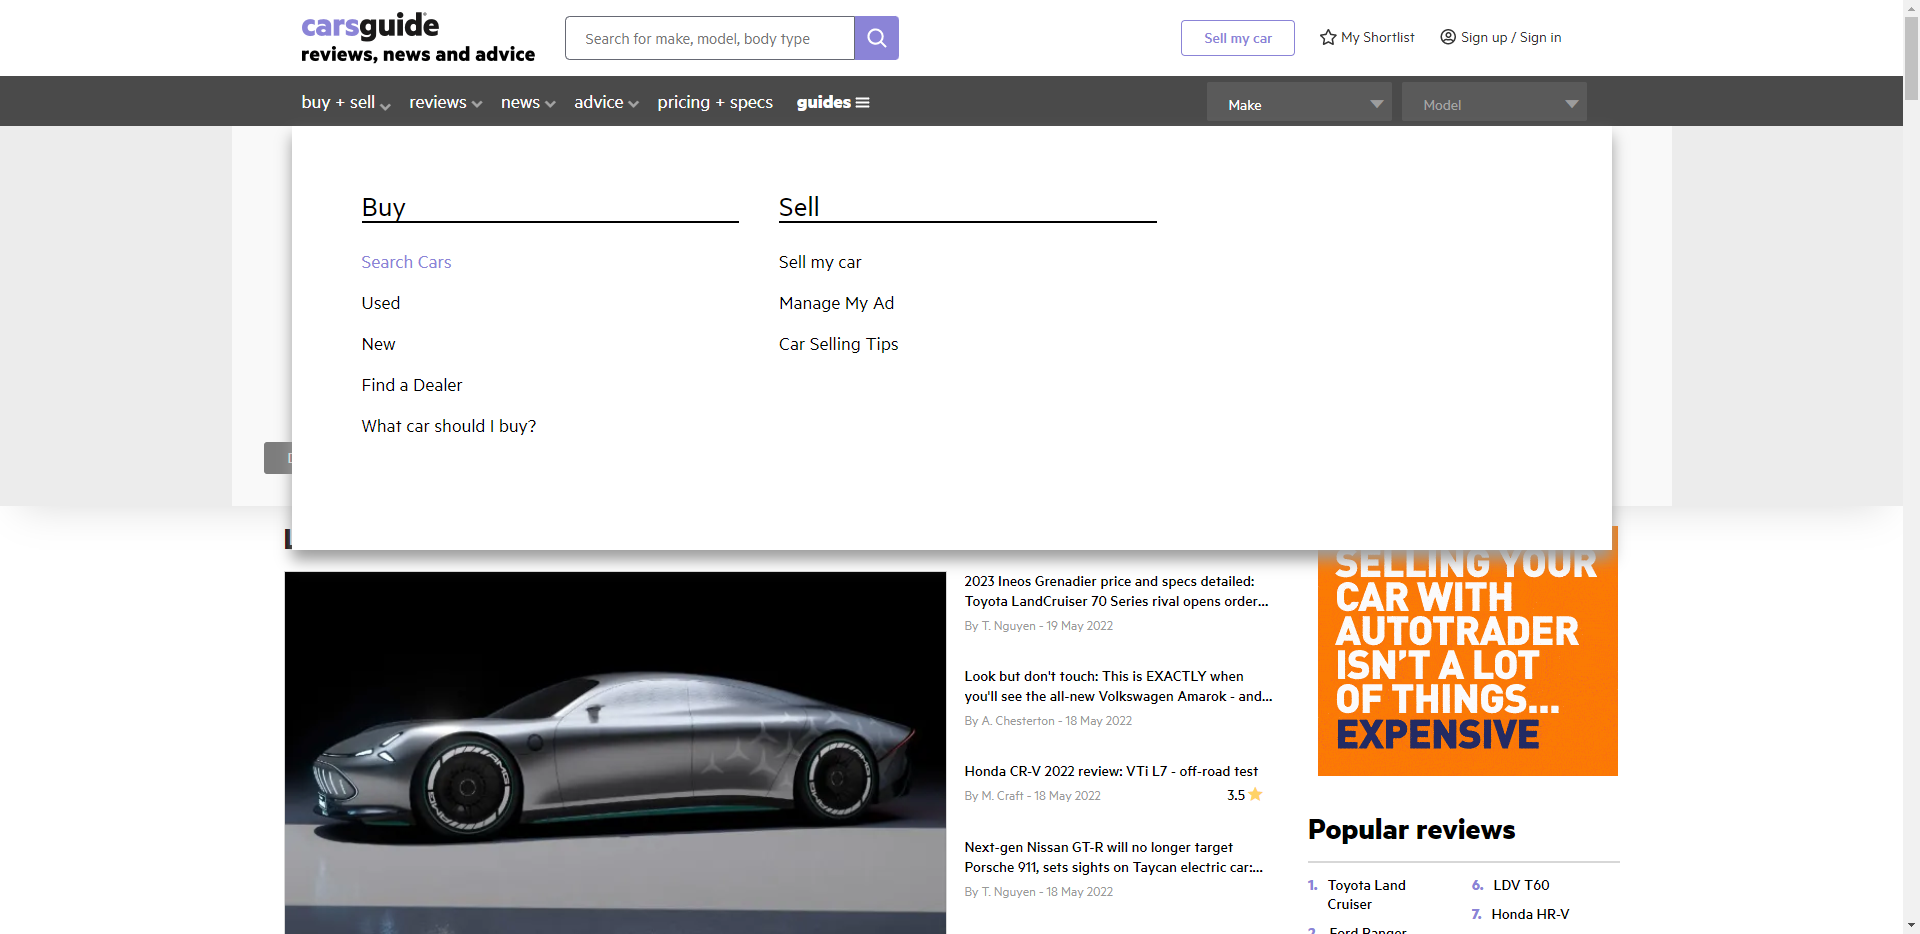 carsguide
reviews, news and advice
Search for make, model, body type
Sell my car
My Shortlist
Sign up / Sign in
buy + sell
reviews
news
advice
pricing + specs
guides
Make
Model
Buy
Search Cars
Used
New
Find a Dealer
What car should I buy?
Sell
Sell my car
Manage My Ad
Car Selling Tips
2023 Ineos Grenadier price and specs detailed:
Toyota LandCruiser 70 Series rival opens order...
By T. Nguyen - 19 May 2022
Look but don't touch: This is EXACTLY when
you'll see the all-new Volkswagen Amarok - and...
By A. Chesterton - 18 May 2022
Honda CR-V 2022 review: VTi L7 - off-road test
By M. Craft - 18 May 2022
3.5
Next-gen Nissan GT-R will no longer target
Porsche 911, sets sights on Taycan electric car:...
By T. Nguyen - 18 May 2022
SELLING YOUR
CAR WITH
AUTOTRADER
ISN'T A LOT
OF THINGS...
EXPENSIVE
Popular reviews
1. Toyota Land
Cruiser
2. Ford Ranger
6. LDV T60
7. Honda HR-V
AMG
AMG
AMG